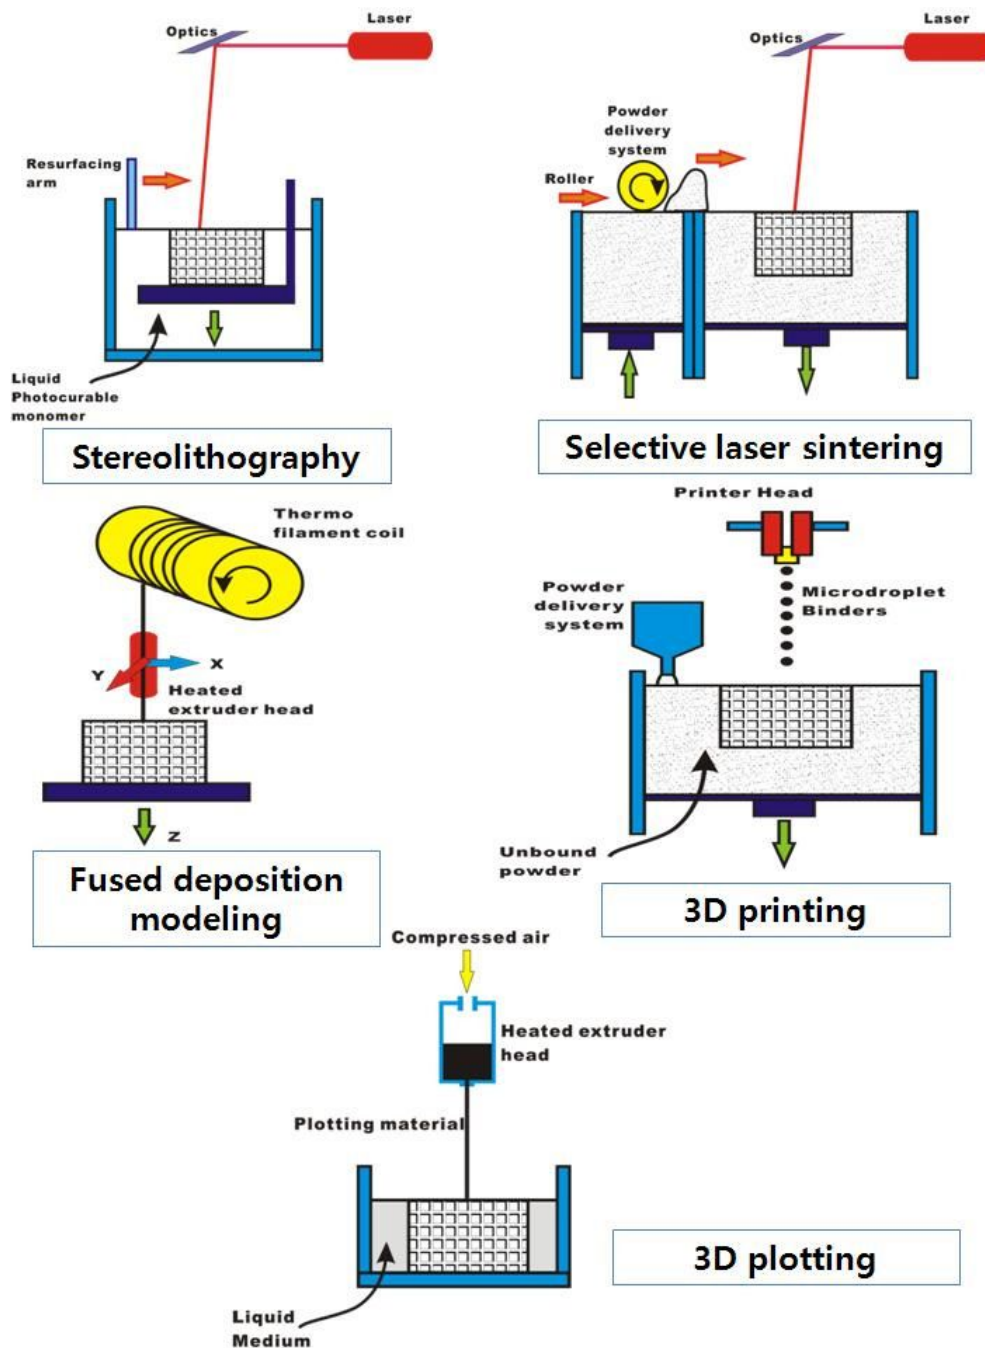 Laser
Optics
Resurfacing
arm
Liquid
Photocurable
monomer
Stereolithography
Laser
Optics
Powder
delivery
system
Roller
Selective laser sintering
Thermo
filament coil
Y
X
Heated
extruder head
Z
Fused deposition
modeling
Printer Head
Powder
delivery
system
Microdroplet
Binders
Unbound
powder
3D printing
Compressed air
Heated extruder
head
Plotting material
Liquid
Medium
3D plotting